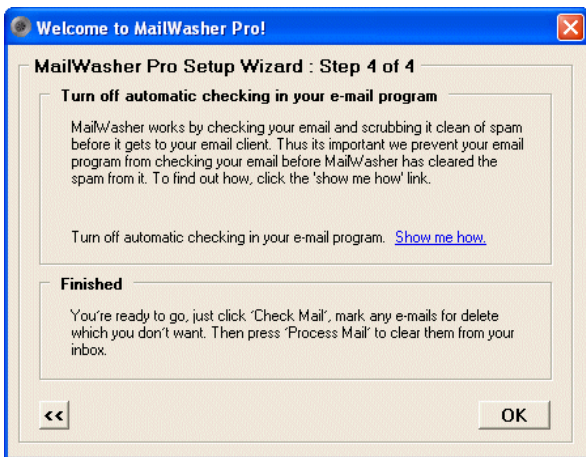 Welcome to MailWasher Pro!
MailWasher Pro Setup Wizard : Step 4 of 4
Turn off automatic checking in your e-mail program
MailWasher works by checking your email and scrubbing it clean of spam
before it gets to your email client. Thus its important we prevent your email
program from checking your email before MailWasher has cleared the
spam from it. To find out how, click the 'show me how' link.
Turn off automatic checking in your e-mail program. Show me how.
Finished
You're ready to go, just click 'Check Mail', mark any e-mails for delete
which you don't want. Then press 'Process Mail' to clear them from your
inbox.
<< OK